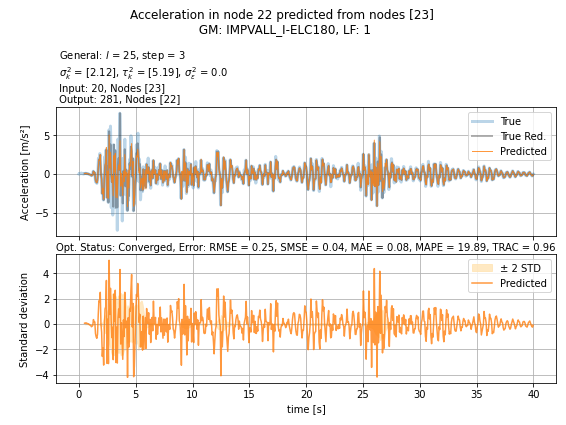 Acceleration in node 22 predicted from nodes [23]
GM: IMPVALL_I-ELC180, LF: 1
General: l = 25, step = 3
σ²ₖ = [2.12], τ²ₖ = [5.19], σ²ε = 0.0
Input: 20, Nodes [23]
Output: 281, Nodes [22]
Acceleration [m/s²]
5
0
−5
True
True Red.
Predicted
Opt. Status: Converged, Error: RMSE = 0.25, SMSE = 0.04, MAE = 0.08, MAPE = 19.89, TRAC = 0.96
Standard deviation
4
2
0
−2
−4
± 2 STD
Predicted
0 5 10 15 20 25 30 35 40
time [s]